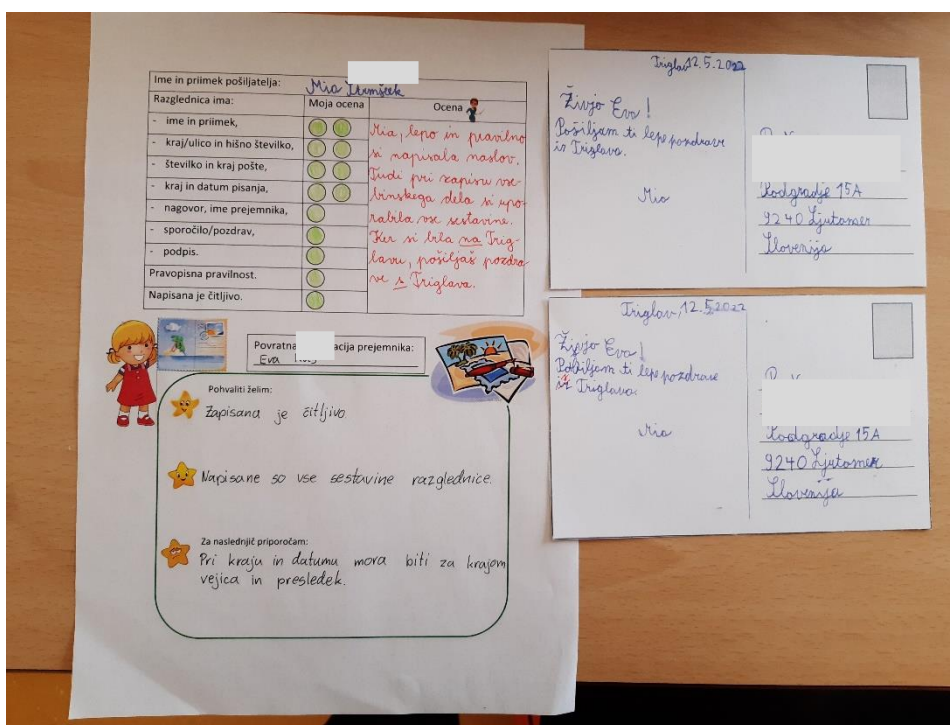 Ime in priimek pošiljatelja:
Mia
Razglednica ima:
Moja ocena
Ocena
- ime in priimek,
- kraj/ulico in hišno številko,
- številko in kraj pošte,
- kraj in datum pisanja,
- nagovor, ime prejemnika,
- sporočilo/pozdrav,
- podpis.
Pravopisna pravilnost.
Napisana je čitljivo.
Mia, lepo in pravilno
si napisala naslov.
Tudi pri zapisu vse-
binskega dela si upo-
rabila vse sestavine.
Ker si bila na Trig-
lavu, pošiljaš pozdra-
ve s Triglava.
Povratna acija prejemnika:
Eva
Pohvaliti želim:
Zapisana je čitljivo.
Napisane so vse sestavine razglednice.
Za naslednjič priporočam:
Pri kraju in datumu mora biti za krajom
vejica in presledek.
Triglav 12.5.2022
Živjo Eva!
Pošiljam ti lepe pozdrave
iz Triglava.
Mia
Podgradje 15A
9240 Ljutomer
Slovenija
Triglav, 12.5.2022
Živjo Eva!
Pošiljam ti lepe pozdrave
iz Triglava.
Mia
Podgradje 15A
9240 Ljutomer
Slovenija